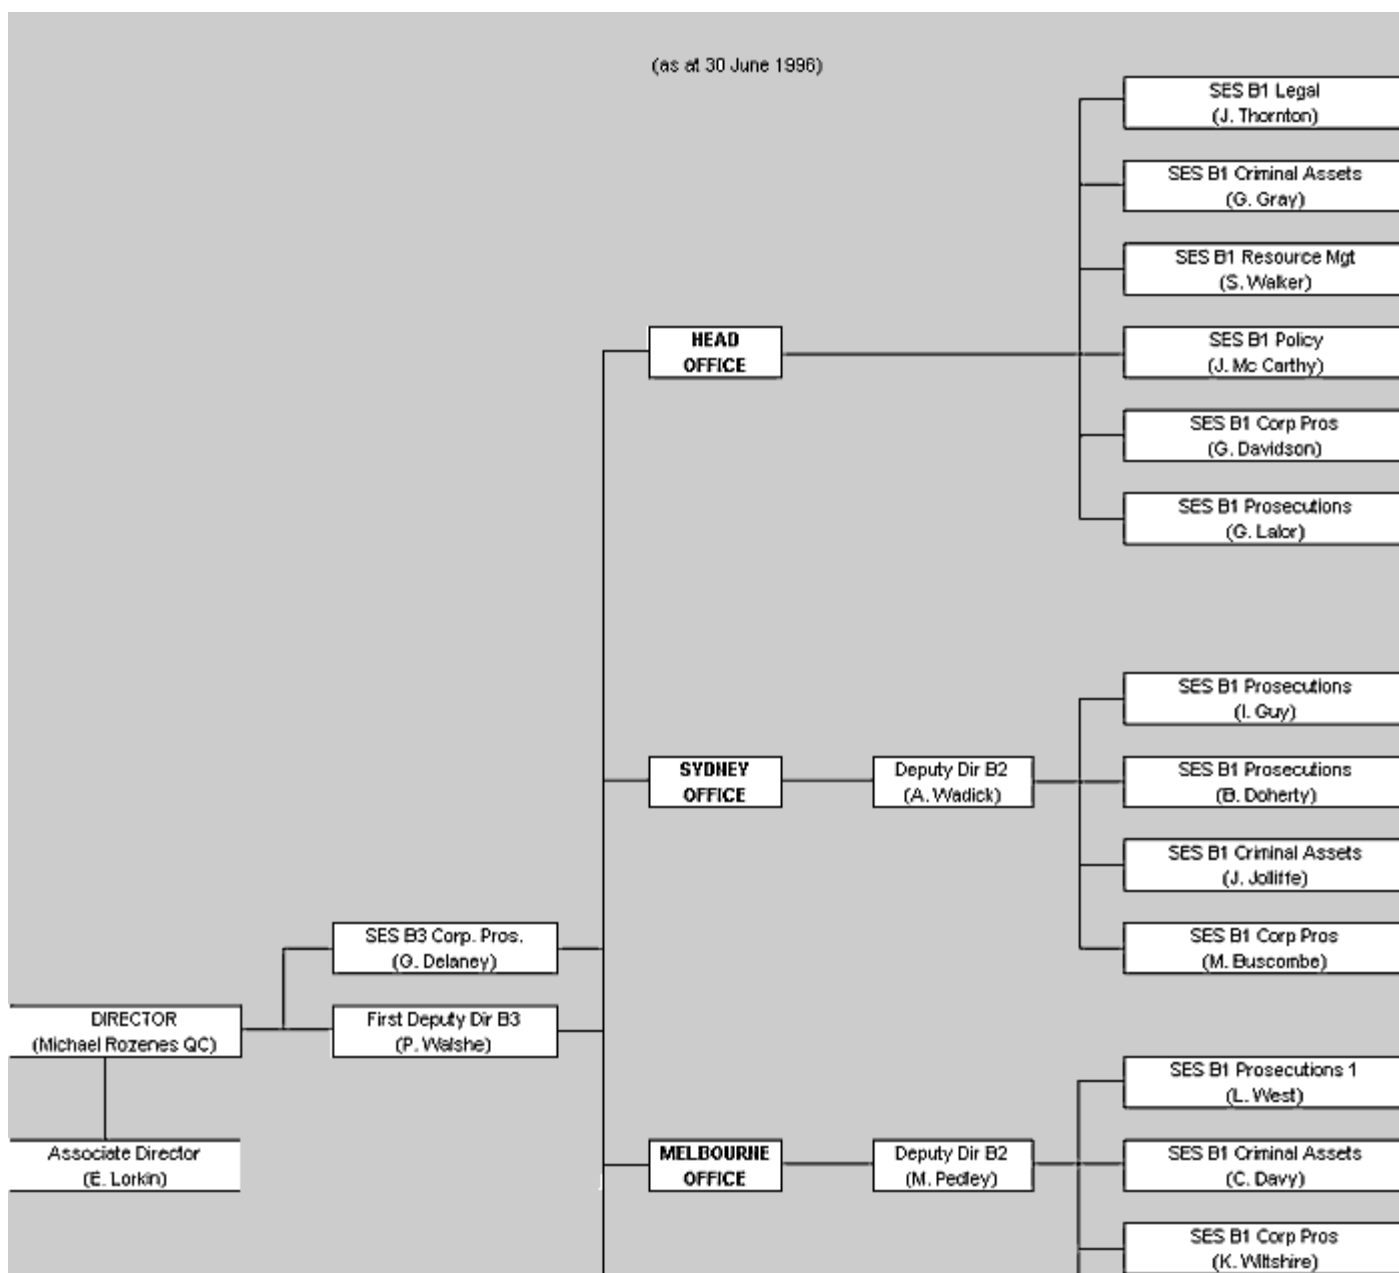 (as at 30 June 1996)
SES B1 Legal
(J. Thornton)
SES B1 Criminal Assets
(G. Gray)
SES B1 Resource Mgt
(S. Walker)
HEAD
OFFICE
SES B1 Policy
(J. Mc Carthy)
SES B1 Corp Pros
(G. Davidson)
SES B1 Prosecutions
(G. Lalor)
SES B1 Prosecutions
(I. Guy)
SYDNEY
OFFICE
Deputy Dir B2
(A. Wadick)
SES B1 Prosecutions
(B. Doherty)
SES B1 Criminal Assets
(J. Jolliffe)
SES B3 Corp. Pros.
(G. Delaney)
SES B1 Corp Pros
(M. Buscombe)
DIRECTOR
(Michael Rozenes QC)
First Deputy Dir B3
(P. Walshe)
SES B1 Prosecutions 1
(L. West)
Associate Director
(E. Lorkin)
MELBOURNE
OFFICE
Deputy Dir B2
(M. Pedley)
SES B1 Criminal Assets
(C. Davy)
SES B1 Corp Pros
(K. Wiltshire)